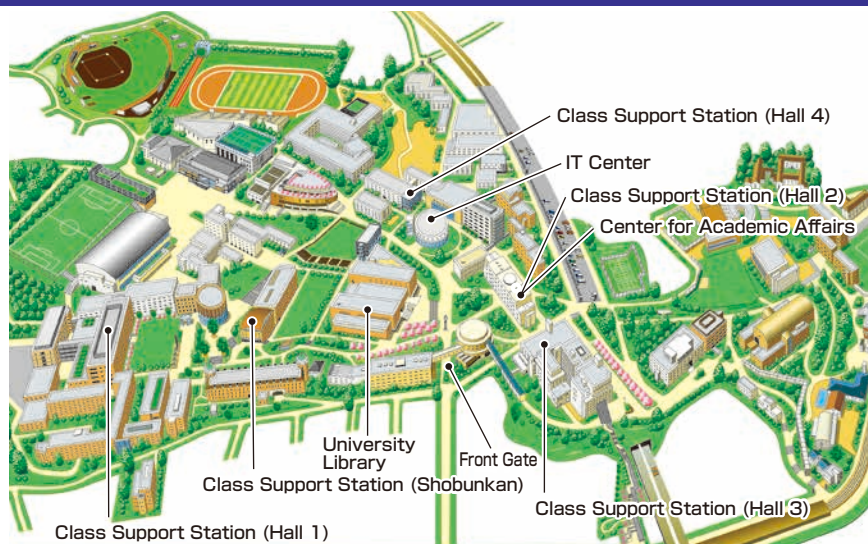 Class Support Station (Hall 4)
IT Center
Class Support Station (Hall 2)
Center for Academic Affairs
University
Library
Front Gate
Class Support Station (Shobunkan)
Class Support Station (Hall 3)
Class Support Station (Hall 1)